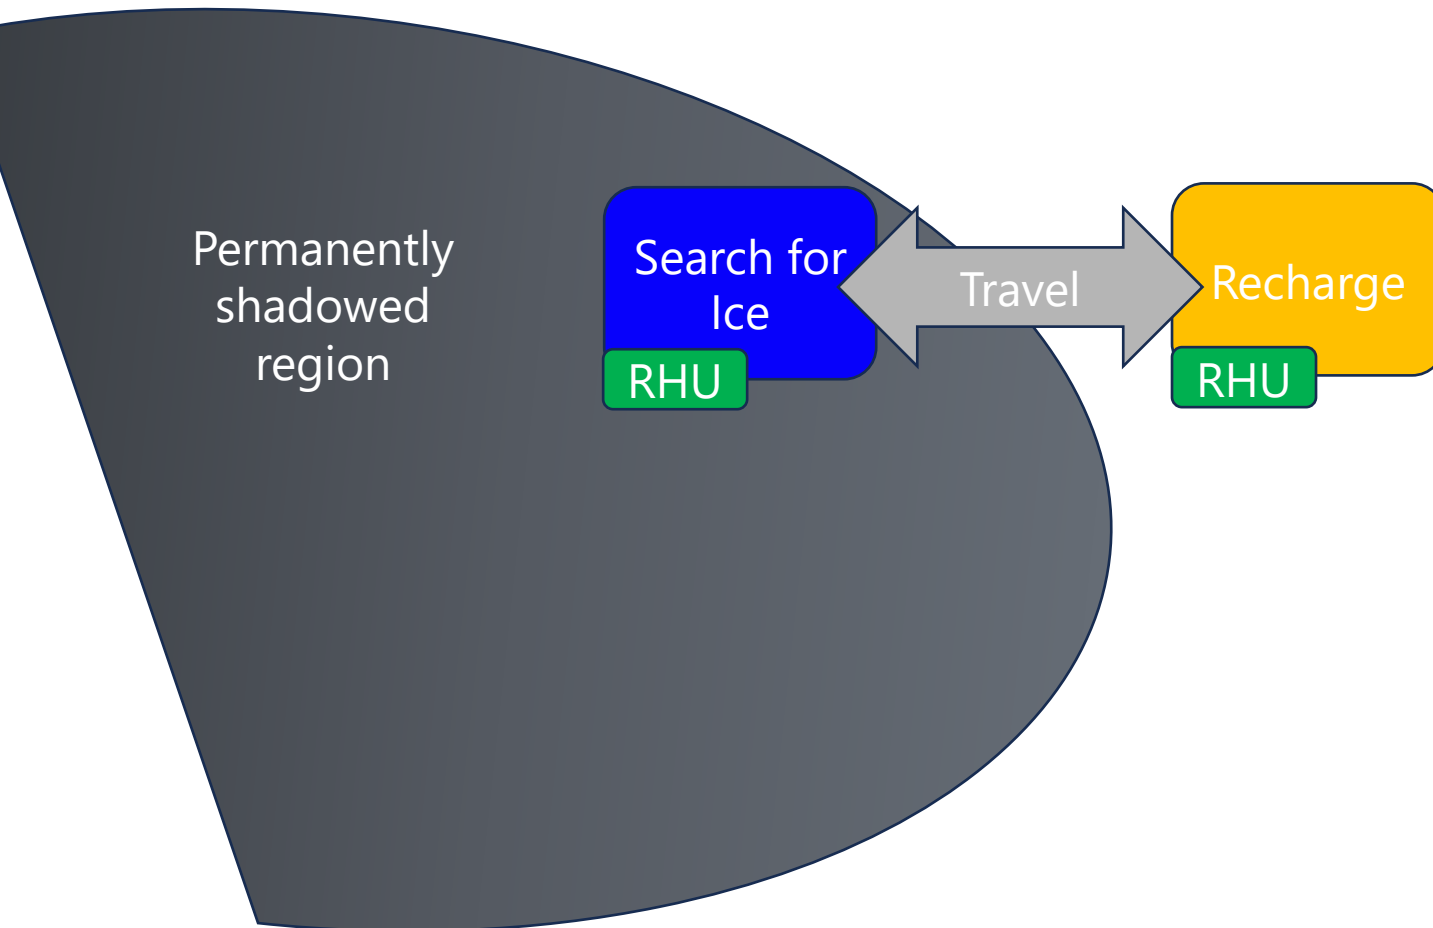 Permanently
shadowed
region
Search for
Ice
RHU
Travel
Recharge
RHU